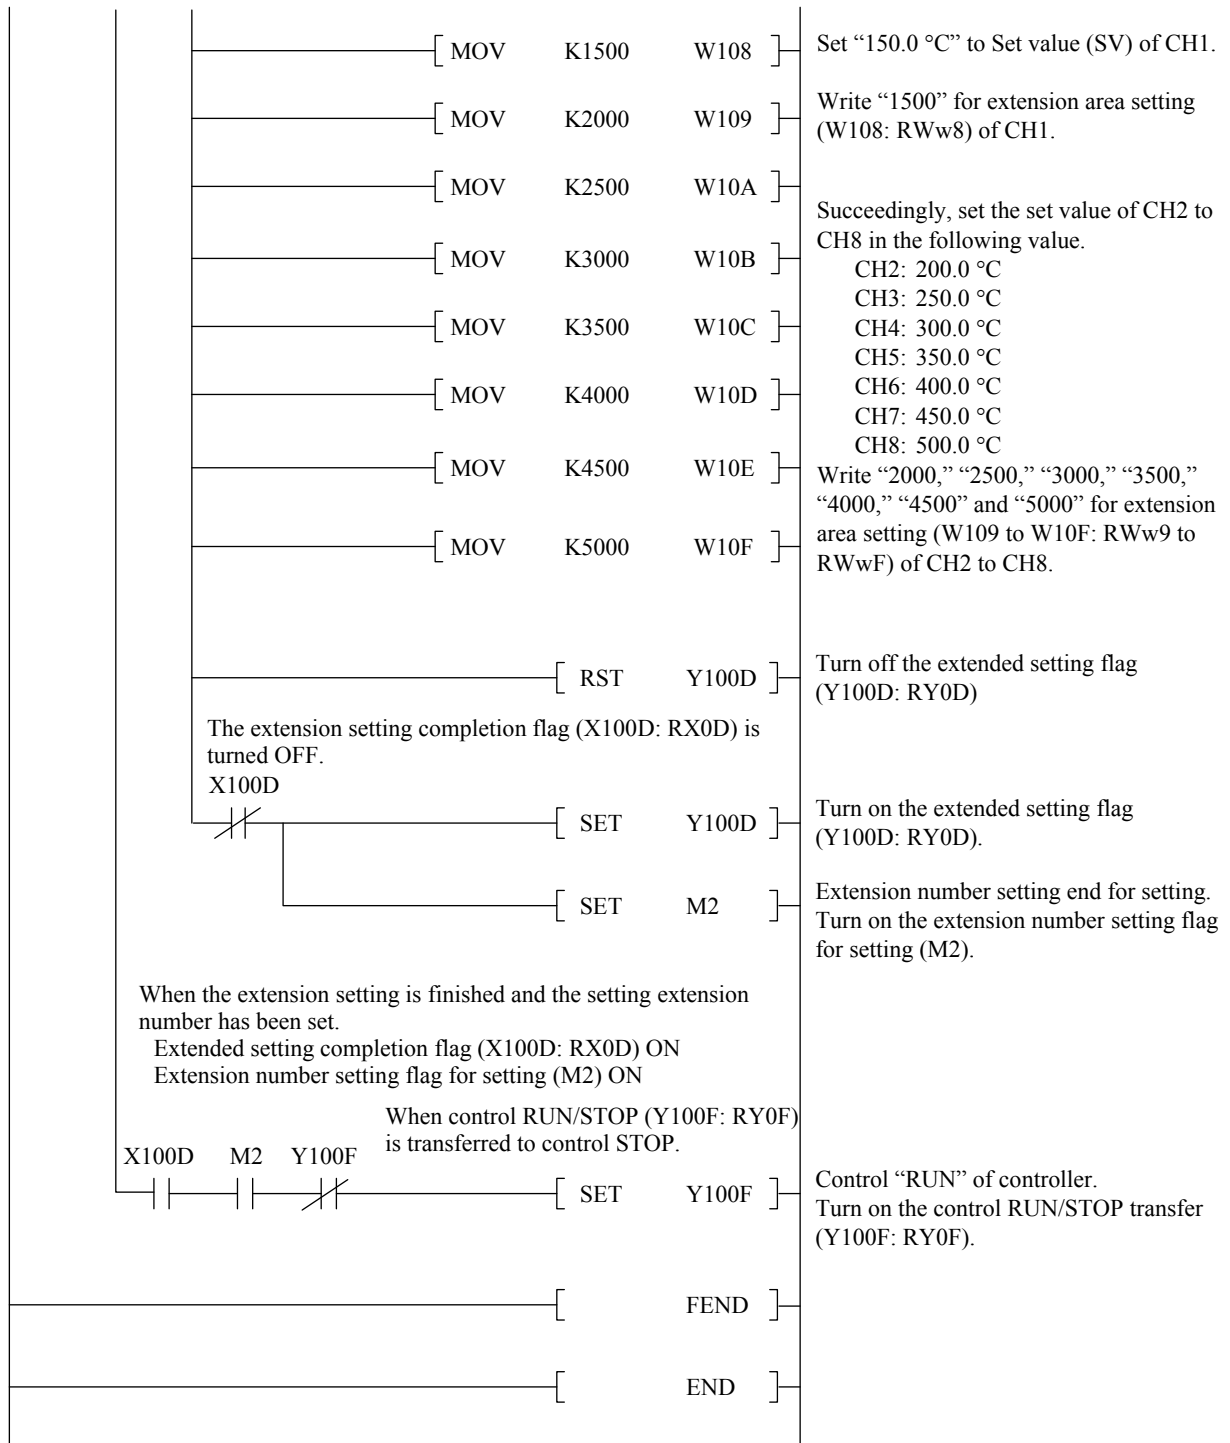 MOV K1500 W108
Set “150.0 °C” to Set value (SV) of CH1.
MOV K2000 W109
Write “1500” for extension area setting
(W108: RWw8) of CH1.
MOV K2500 W10A
Succeedingly, set the set value of CH2 to
CH8 in the following value.
MOV K3000 W10B
CH2: 200.0 °C
CH3: 250.0 °C
MOV K3500 W10C
CH4: 300.0 °C
CH5: 350.0 °C
MOV K4000 W10D
CH6: 400.0 °C
CH7: 450.0 °C
CH8: 500.0 °C
MOV K4500 W10E
Write “2000,” “2500,” “3000,” “3500,”
“4000,” “4500” and “5000” for extension
area setting (W109 to W10F: RWw9 to
RWwF) of CH2 to CH8.
MOV K5000 W10F
RST Y100D
Turn off the extended setting flag
(Y100D: RY0D)
The extension setting completion flag (X100D: RX0D) is
turned OFF.
X100D
SET Y100D
Turn on the extended setting flag
(Y100D: RY0D).
SET M2
Extension number setting end for setting.
Turn on the extension number setting flag
for setting (M2).
When the extension setting is finished and the setting extension
number has been set.
Extended setting completion flag (X100D: RX0D) ON
Extension number setting flag for setting (M2) ON
When control RUN/STOP (Y100F: RY0F)
is transferred to control STOP.
X100D M2 Y100F
SET Y100F
Control “RUN” of controller.
Turn on the control RUN/STOP transfer
(Y100F: RY0F).
FEND
END